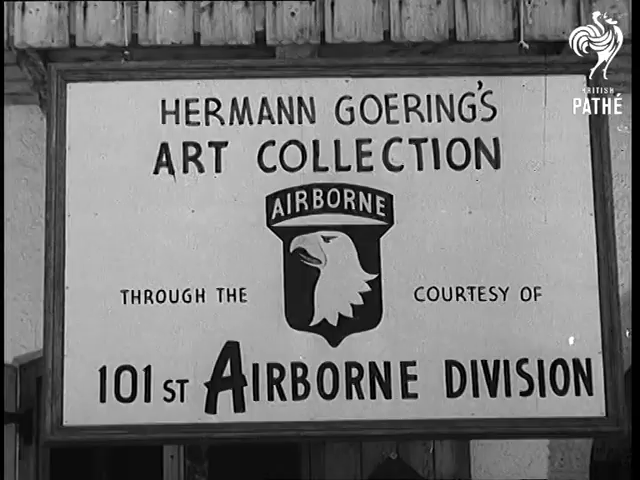 BRITISH
PATHÉ
HERMANN GOERING'S
ART COLLECTION
AIRBORNE
THROUGH THE COURTESY OF
101ST AIRBORNE DIVISION